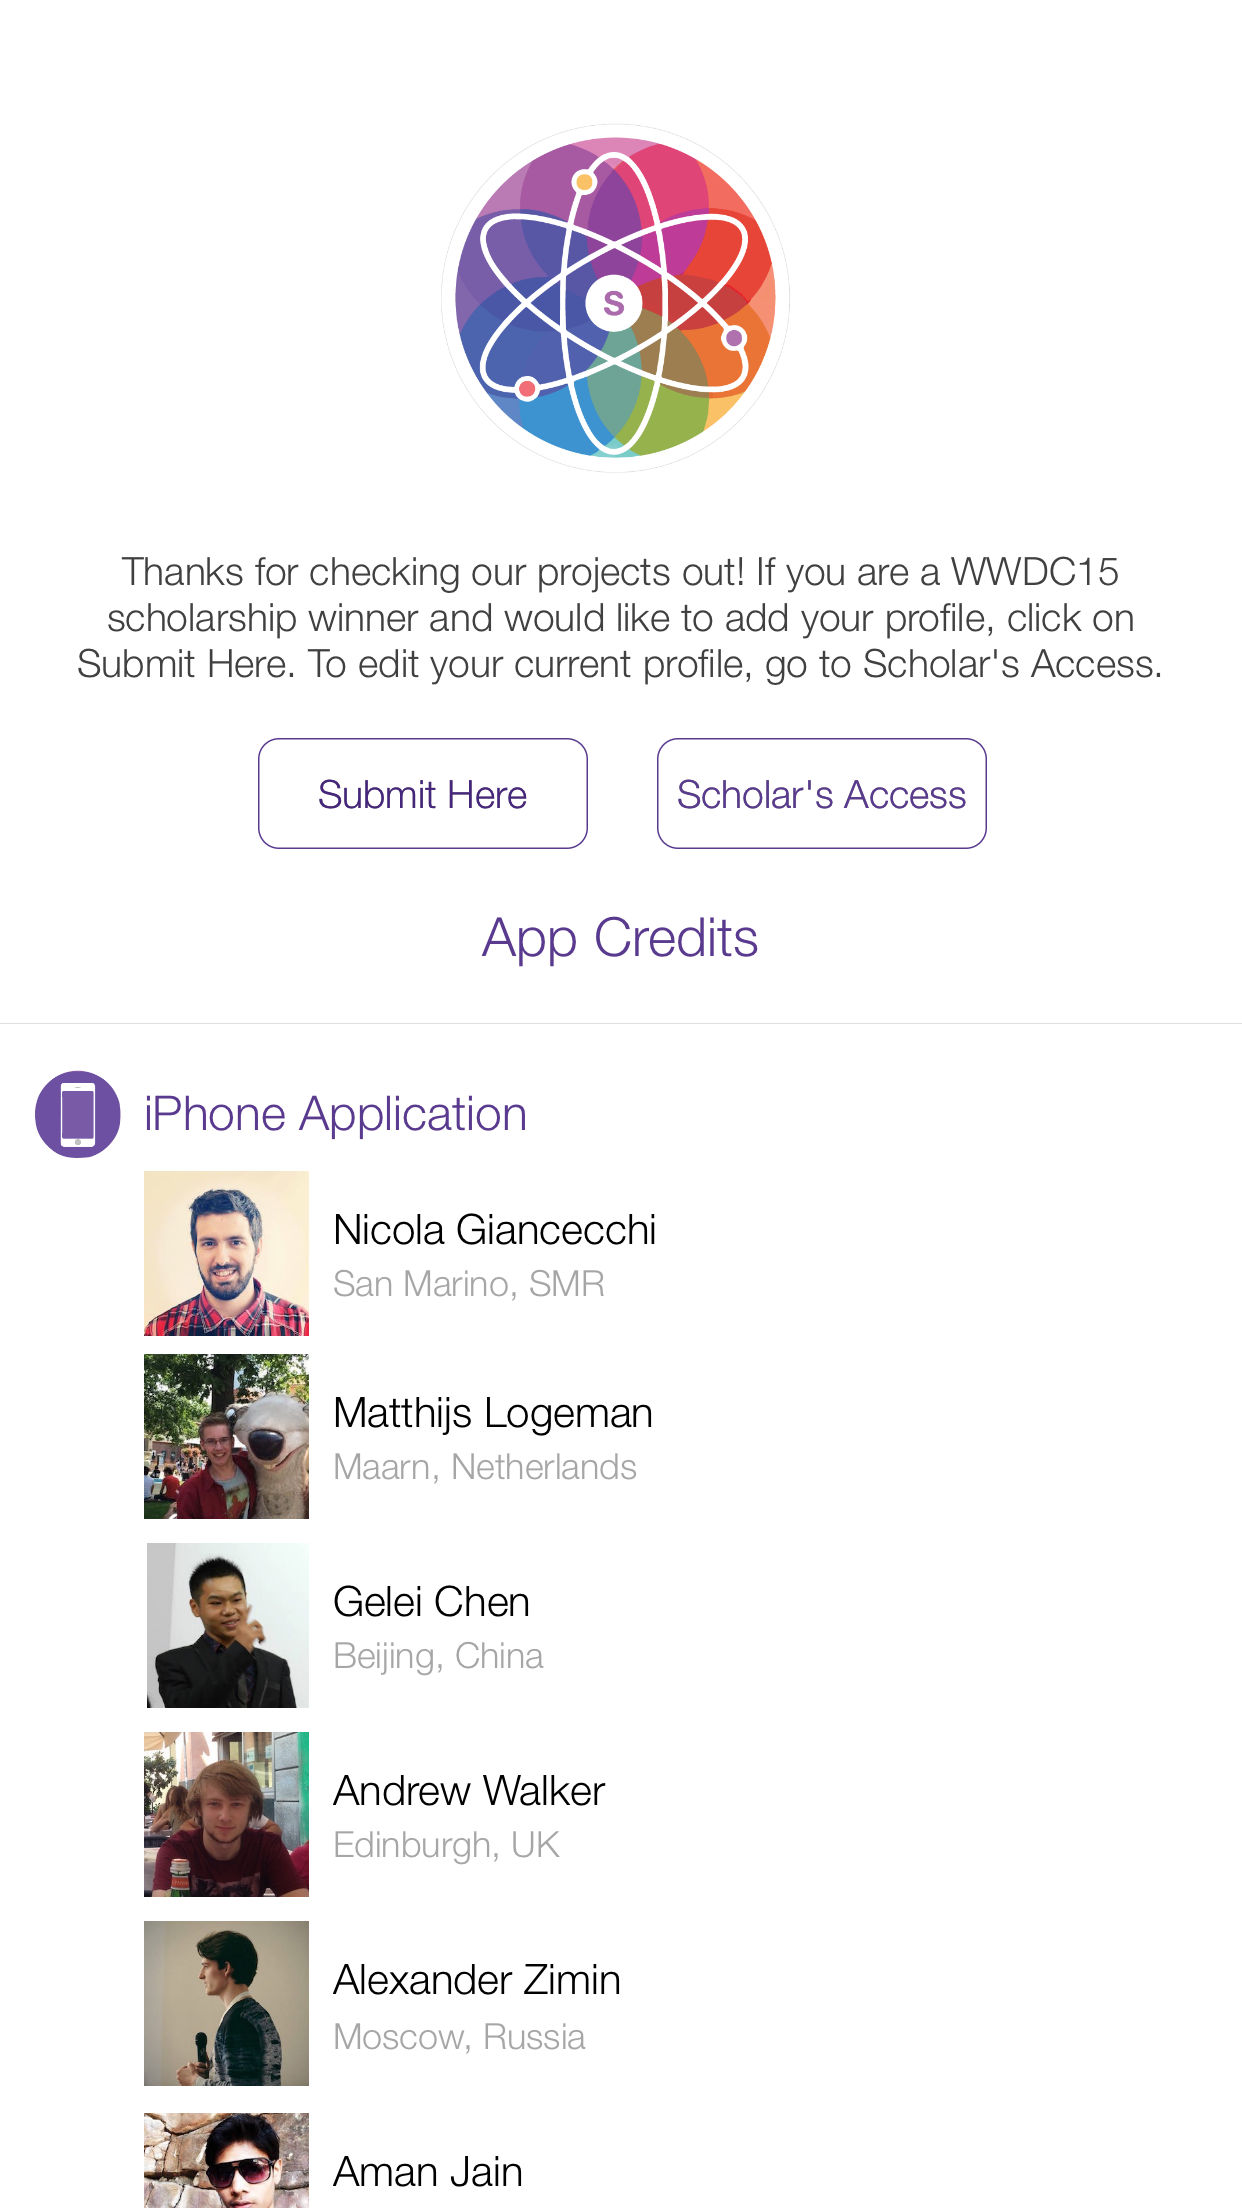 S
Thanks for checking our projects out! If you are a WWDC15
scholarship winner and would like to add your profile, click on
Submit Here. To edit your current profile, go to Scholar's Access.
Submit Here
Scholar's Access
App Credits
iPhone Application
Nicola Giancecchi
San Marino, SMR
Matthijs Logeman
Maarn, Netherlands
Gelei Chen
Beijing, China
Andrew Walker
Edinburgh, UK
Alexander Zimin
Moscow, Russia
Aman Jain